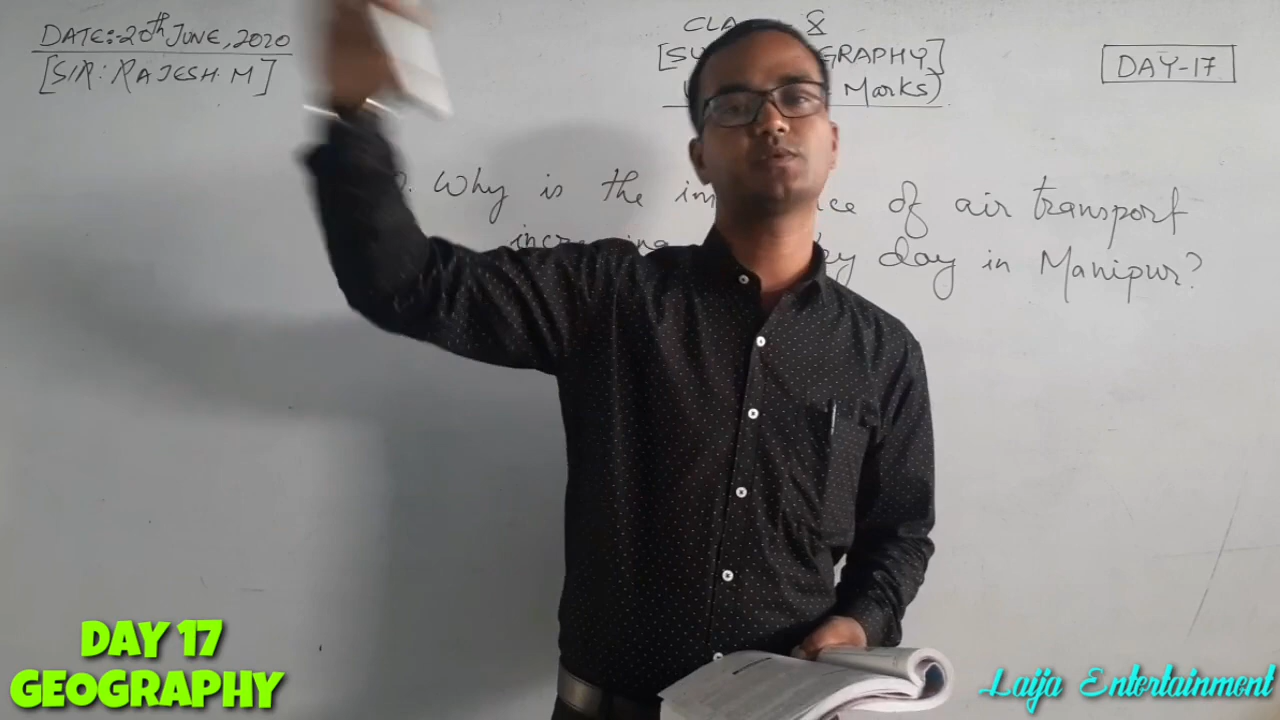 DATE:-20th JUNE, 2020
[SIR: RAJESH. M]
8
GRAPHY]
Marks)
DAY-17
Why is the of air transport
day in Manipur?
DAY 17
GEOGRAPHY
Laija Entertainment